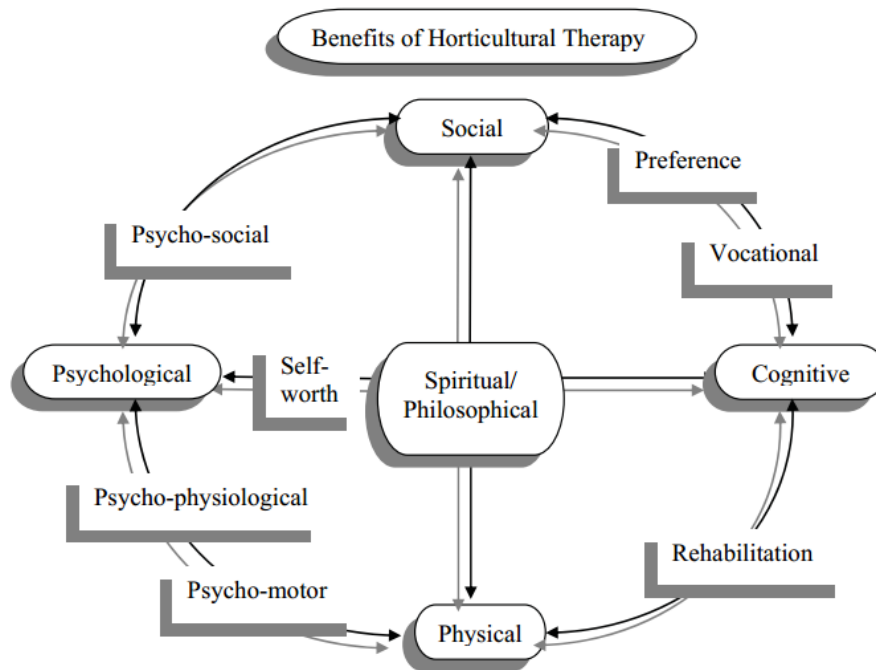 Benefits of Horticultural Therapy
Social
Preference
Psycho-social
Vocational
Psychological
Self-
worth
Spiritual/
Philosophical
Cognitive
Psycho-physiological
Rehabilitation
Psycho-motor
Physical